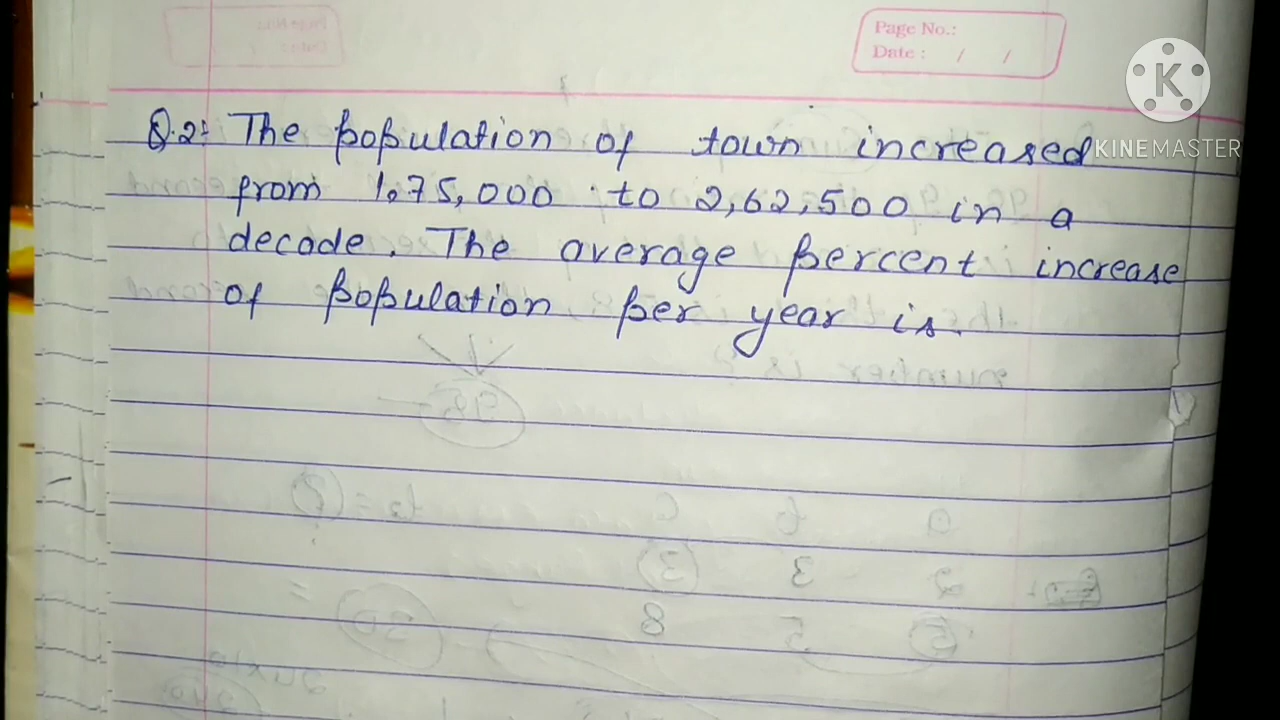 Page No.:
Date : / /
K
KINEMASTER
Q.2: The population of town increased
from 1,75,000 to 2,62,500 in a
decade. The average percent increase
of population per year is.